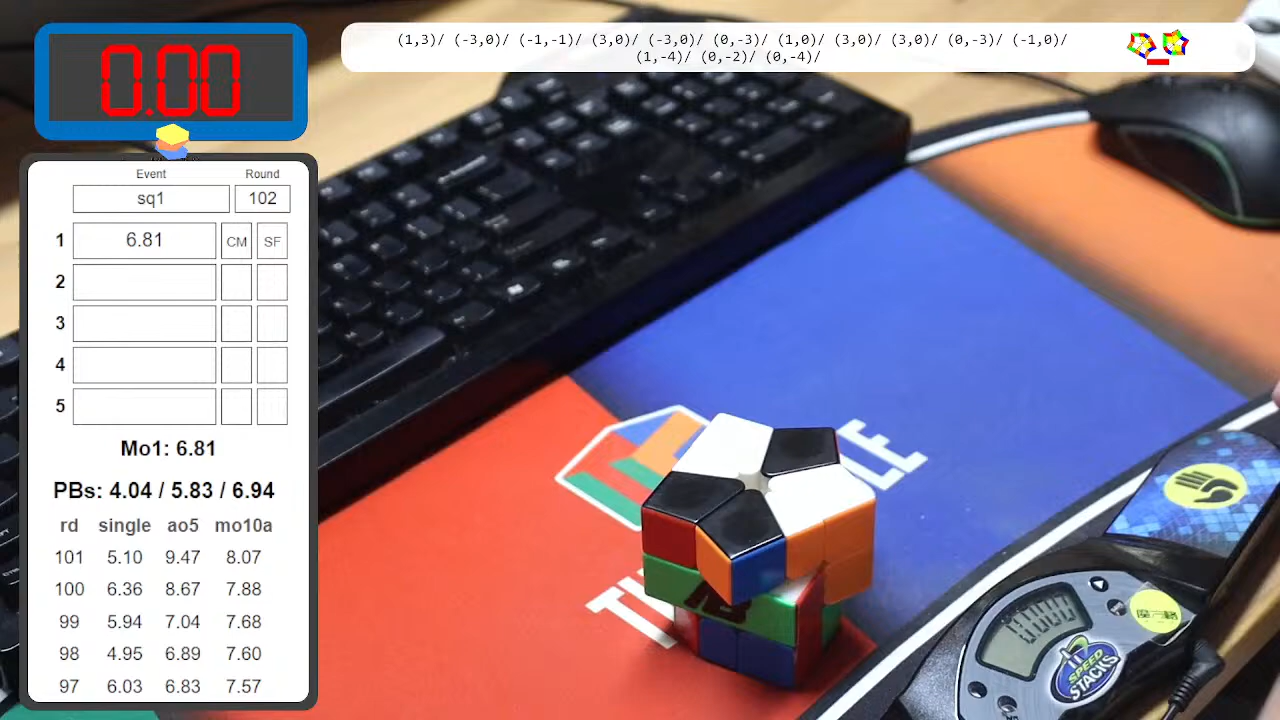 0.00
(1,3)/ (-3,0)/ (-1,-1)/ (3,0)/ (-3,0)/ (0,-3)/ (1,0)/ (3,0)/ (3,0)/ (0,-3)/ (-1,0)/
(1,-4)/ (0,-2)/ (0,-4)/
Event Round
sq1 102
1 6.81 CM SF
2
3
4
5
Mo1: 6.81
PBs: 4.04 / 5.83 / 6.94
rd single ao5 mo10a
101 5.10 9.47 8.07
100 6.36 8.67 7.88
99 5.94 7.04 7.68
98 4.95 6.89 7.60
97 6.03 6.83 7.57
0.000
SPEED
STACKS